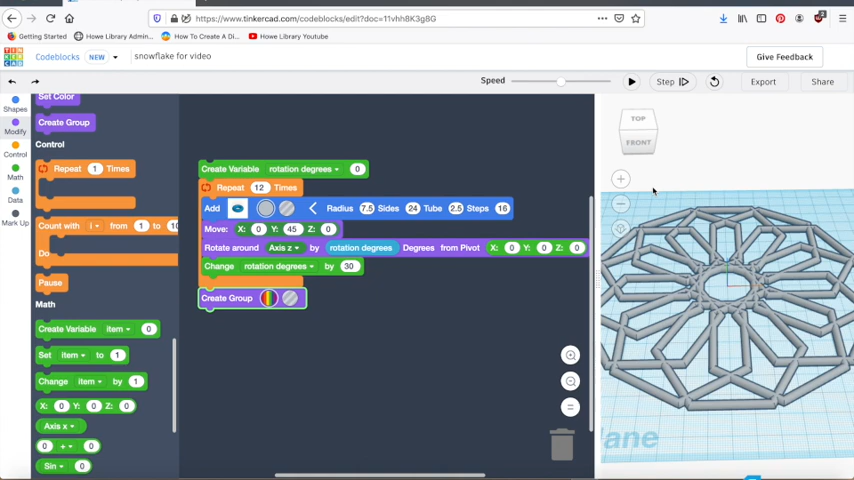 https://www.tinkercad.com/codeblocks/edit?doc=11vhh8K3g8G
Getting Started Howe Library Admin... How To Create A Di... Howe Library Youtube
TIN
KER
CAD
Codeblocks NEW snowflake for video Give Feedback
Speed Step Export Share
Shapes
Modify
Control
Math
Data
Mark Up
Set Color
Create Group
Control
Repeat 1 Times
Count with i from 1 to 10
Do
Pause
Math
Create Variable item 0
Set item to 1
Change item by 1
X: 0 Y: 0 Z: 0
Axis x
0 + 0
Sin 0
Create Variable rotation degrees 0
Repeat 12 Times
Add Radius 7.5 Sides 24 Tube 2.5 Steps 16
Move: X: 0 Y: 45 Z: 0
Rotate around Axis z by rotation degrees Degrees from Pivot X: 0 Y: 0 Z: 0
Change rotation degrees by 30
Create Group
TOP
FRONT
lane